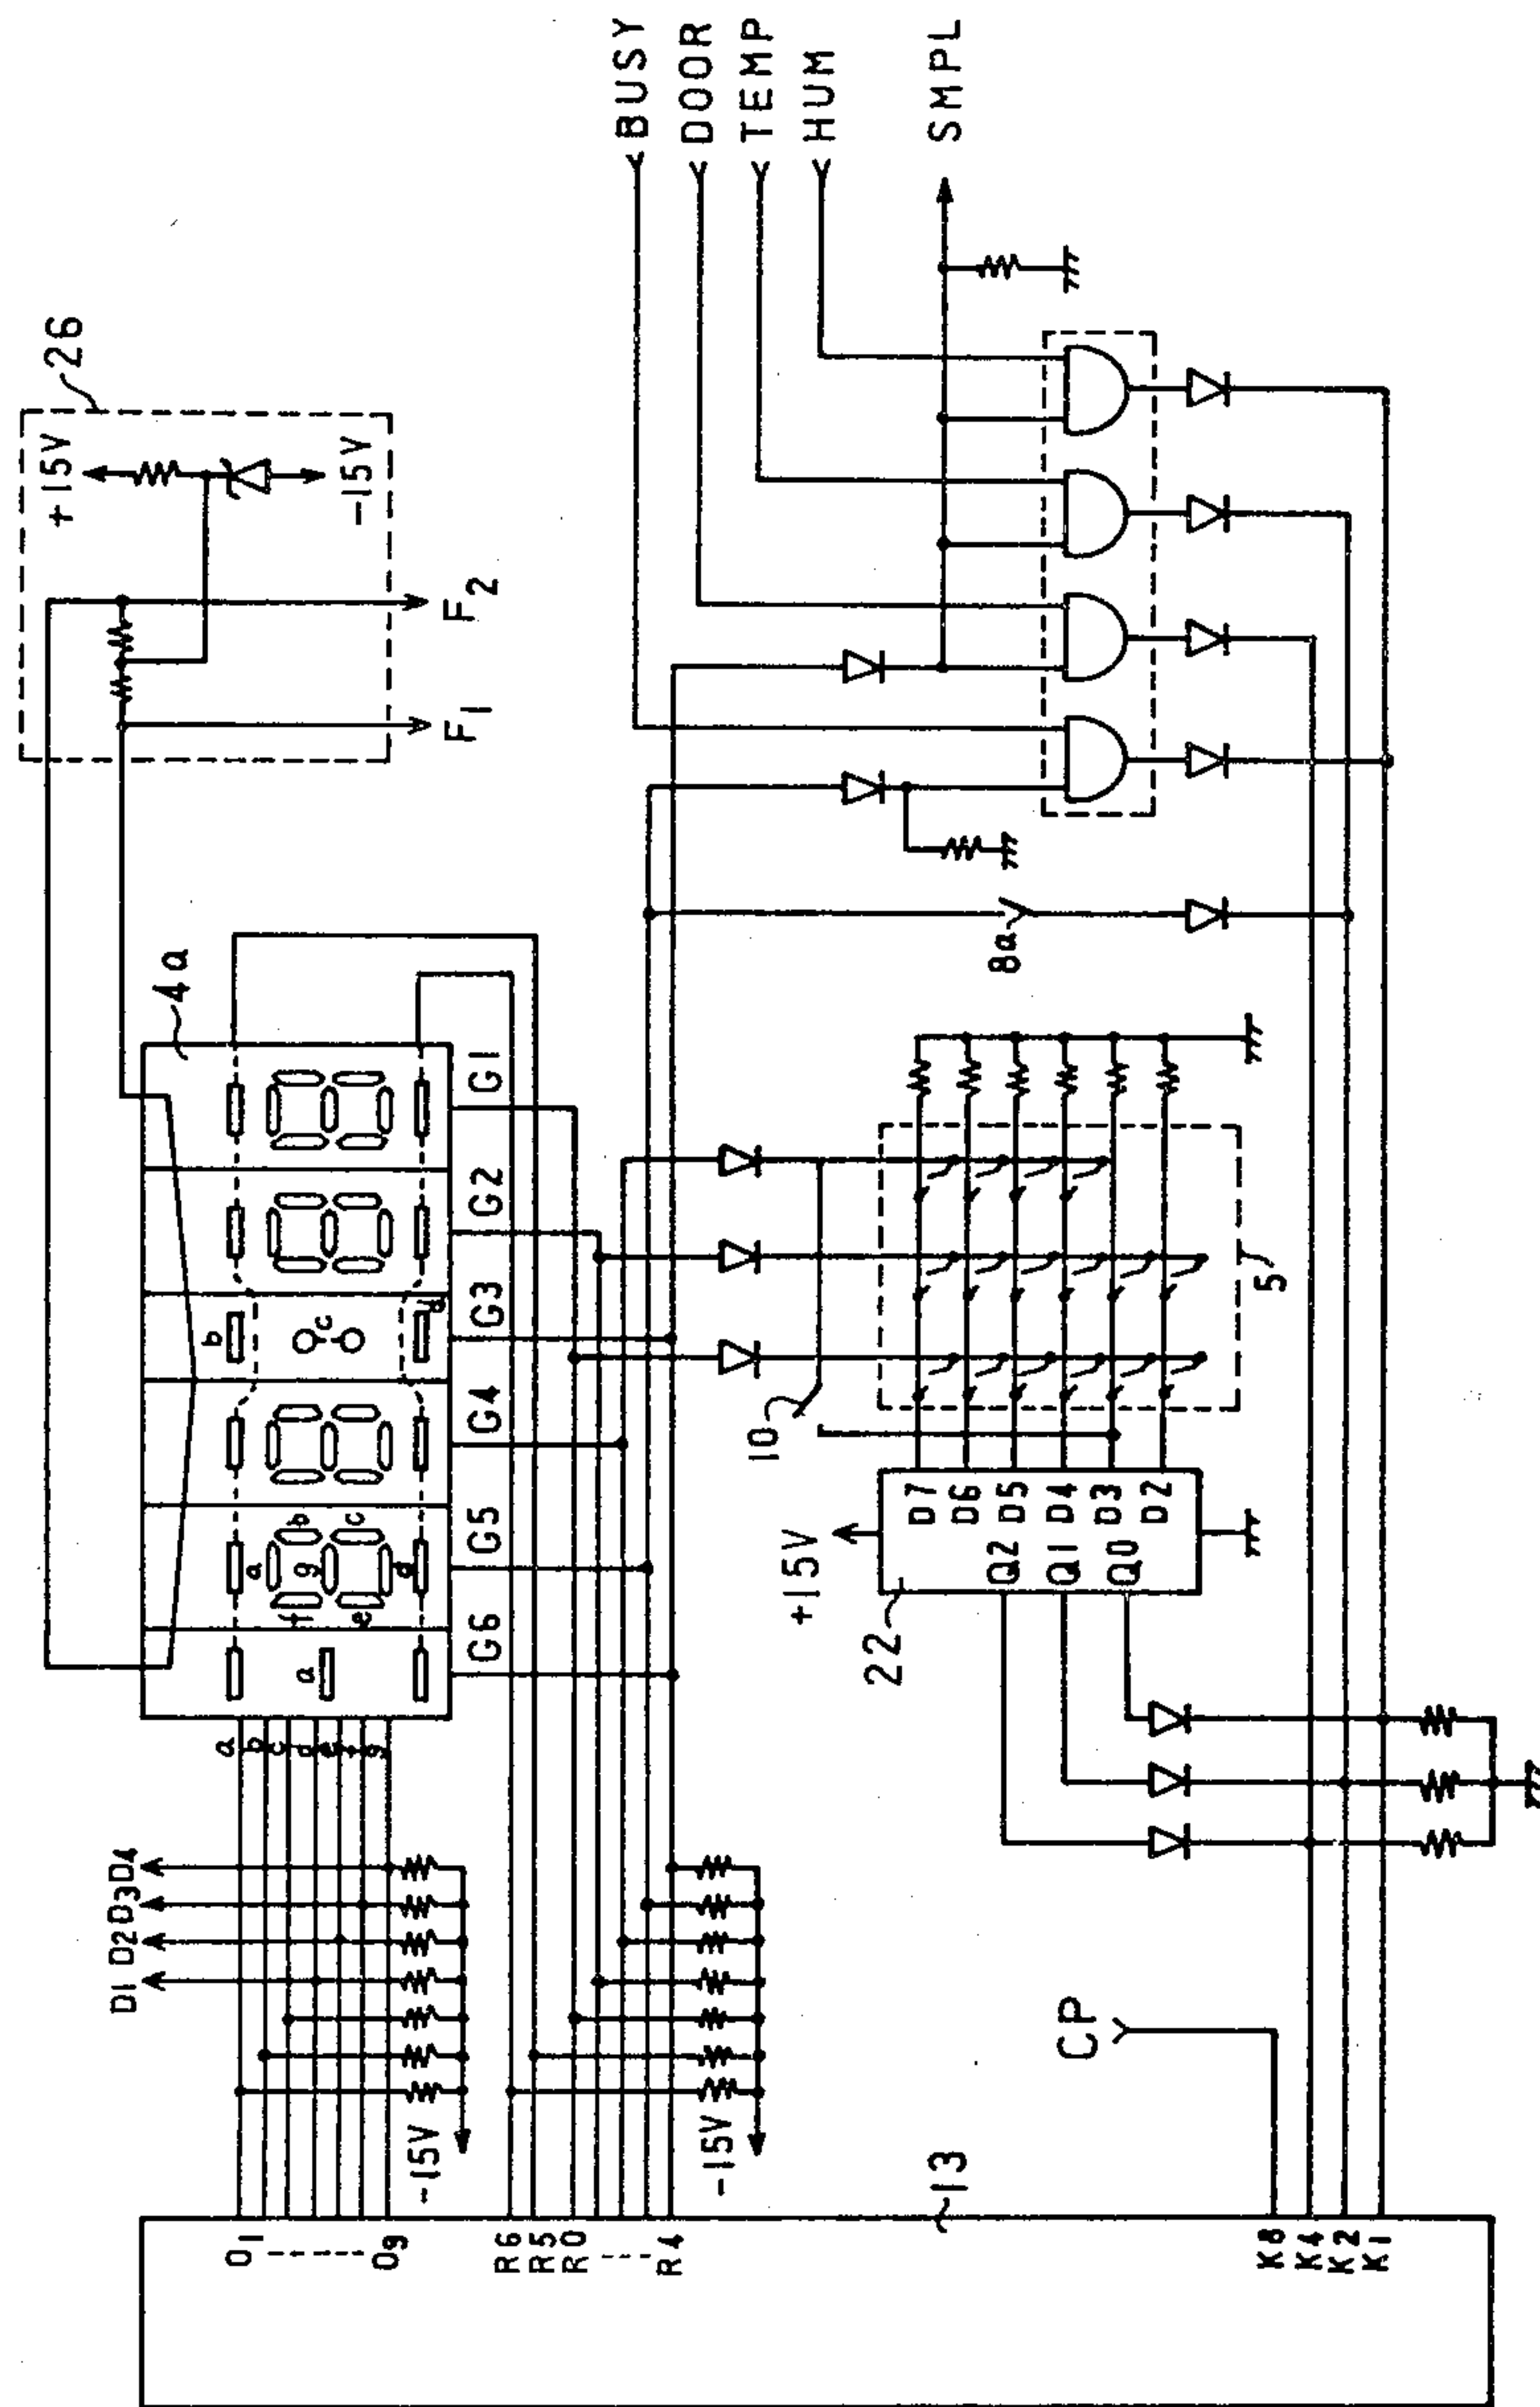 26
+15V
-15V
F2
F1
BUSY
DOOR
TEMP
HUM
SMPL
4a
b
c
d
a
b
g
f
c
e
d
a
G1
G2
G3
G4
G5
G6
a
b
c
d
e
f
g
D1
D2
D3
D4
-15V
-15V
8a
10
5
+15V
22
D7
D6
D5
D4
D3
D2
Q2
Q1
Q0
CP
13
O1
O9
R6
R5
R0
R4
K8
K4
K2
K1